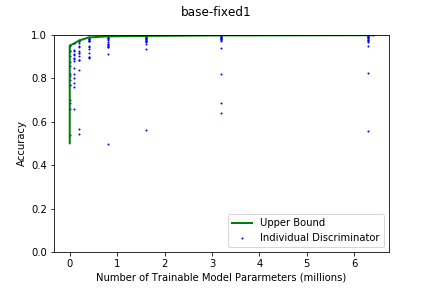 base-fixed1
1.0
0.8
0.6
0.4
0.2
0.0
Accuracy
Upper Bound
Individual Discriminator
0 1 2 3 4 5 6
Number of Trainable Model Parmeters (millions)